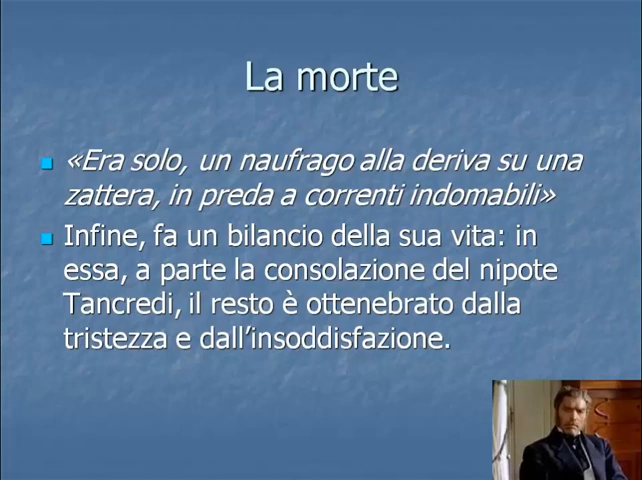 La morte
«Era solo, un naufrago alla deriva su una
zattera, in preda a correnti indomabili»
Infine, fa un bilancio della sua vita: in
essa, a parte la consolazione del nipote
Tancredi, il resto è ottenebrato dalla
tristezza e dall’insoddisfazione.